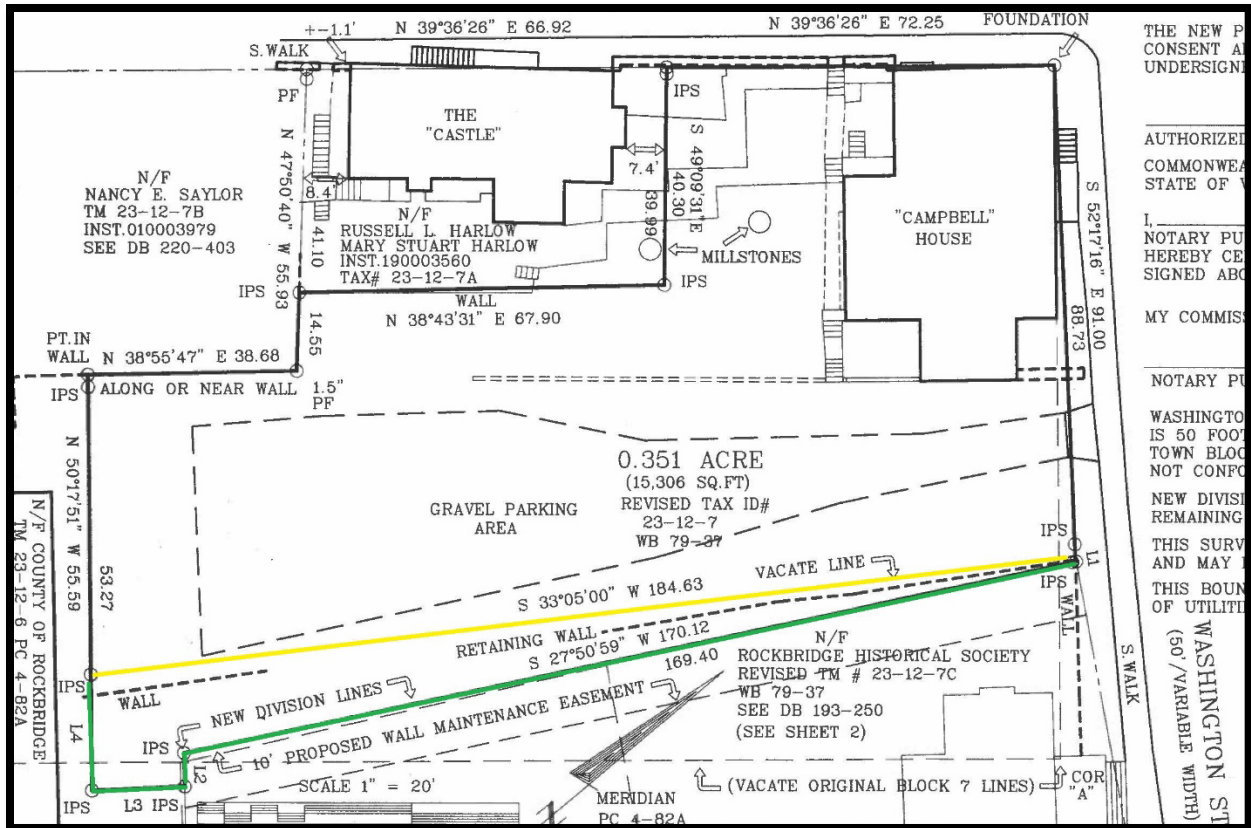 +-1.1'
N 39°36'26" E 66.92
N 39°36'26" E 72.25
FOUNDATION
S.WALK
PF
THE
"CASTLE"
IPS
N 47°50'40" W 55.93
8.4'
41.10
7.4'
S 49°09'31"E
40.30
39.99
N/F
NANCY E. SAYLOR
TM 23-12-7B
INST.010003979
SEE DB 220-403
N/F
RUSSELL L. HARLOW
MARY STUART HARLOW
INST.190003560
TAX# 23-12-7A
MILLSTONES
"CAMPBELL"
HOUSE
S 52°17'16" E 91.00
88.73
IPS
WALL
N 38°43'31" E 67.90
IPS
14.55
PT.IN
WALL
N 38°55'47" E 38.68
IPS
ALONG OR NEAR WALL
1.5"
PF
N 50°17'51" W 55.59
53.27
N/F COUNTY OF ROCKBRIDGE
TM 23-12-6 PC 4-82A
0.351 ACRE
(15,306 SQ.FT)
REVISED TAX ID#
23-12-7
WB 79-37
GRAVEL PARKING
AREA
IPS
L1
IPS
VACATE LINE
S 33°05'00" W 184.63
RETAINING WALL
S 27°50'59" W 170.12
169.40
WALL
S.WALK
N/F
ROCKBRIDGE HISTORICAL SOCIETY
REVISED TM # 23-12-7C
WB 79-37
SEE DB 193-250
(SEE SHEET 2)
IPS
WALL
L4
NEW DIVISION LINES
IPS
10' PROPOSED WALL MAINTENANCE EASEMENT
L2
IPS
L3
IPS
SCALE 1" = 20'
MERIDIAN
PC 4-82A
(VACATE ORIGINAL BLOCK 7 LINES)
COR
"A"
WASHINGTON ST
(50'/VARIABLE WIDTH)
THE NEW P
CONSENT A
UNDERSIGN
AUTHORIZED
COMMONWEA
STATE OF V
I,
NOTARY PU
HEREBY CE
SIGNED ABO
MY COMMISS
NOTARY PU
WASHINGTO
IS 50 FOOT
TOWN BLOC
NOT CONFO
NEW DIVISI
REMAINING
THIS SURV
AND MAY
THIS BOUN
OF UTILITI